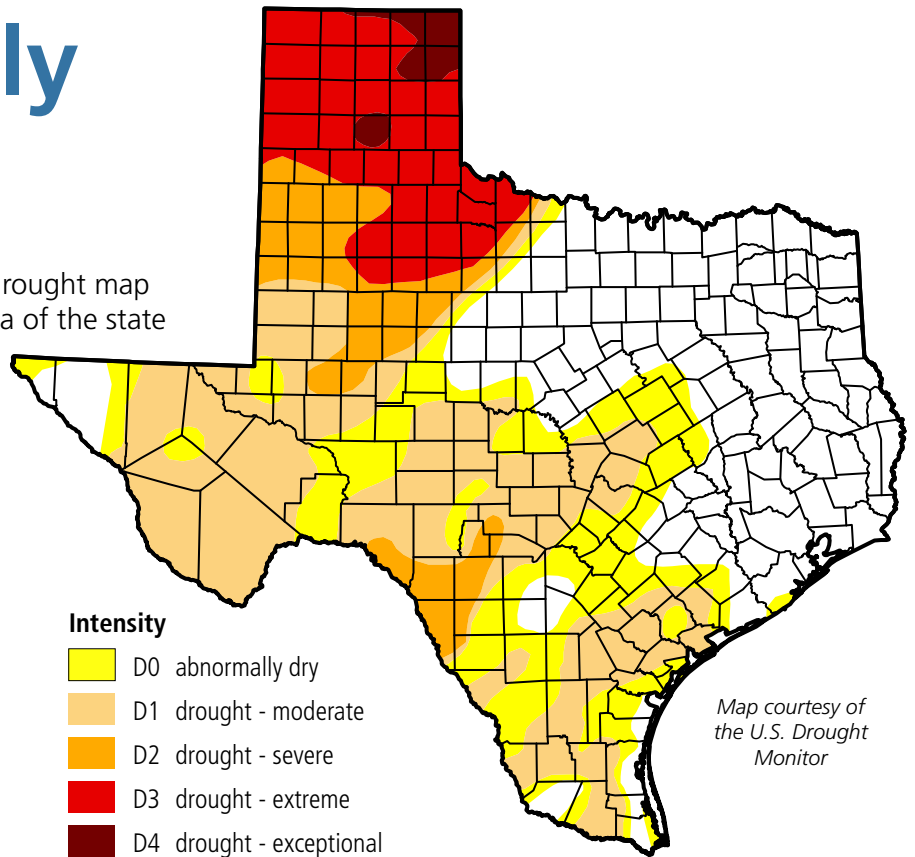 ly
rought map
a of the state
Intensity
D0 abnormally dry
D1 drought - moderate
D2 drought - severe
D3 drought - extreme
D4 drought - exceptional
Map courtesy of
the U.S. Drought
Monitor